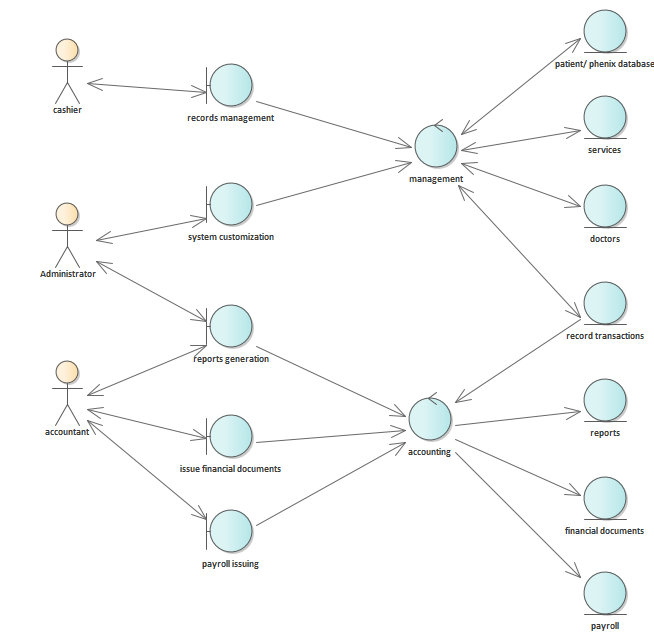 cashier
records management
patient/ phenix database
services
management
system customization
doctors
Administrator
record transactions
reports generation
accountant
reports
accounting
issue financial documents
financial documents
payroll issuing
payroll